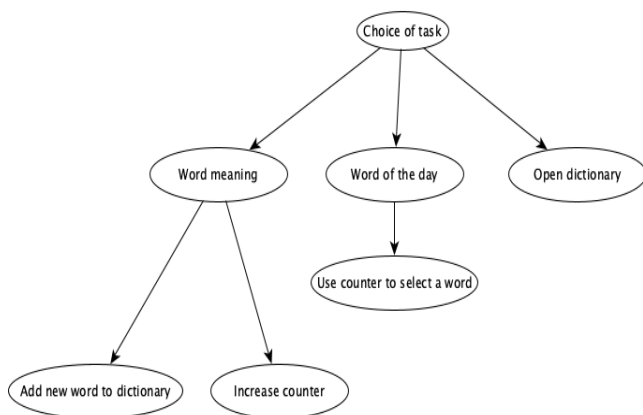 Choice of task
Word meaning
Word of the day
Open dictionary
Use counter to select a word
Add new word to dictionary
Increase counter